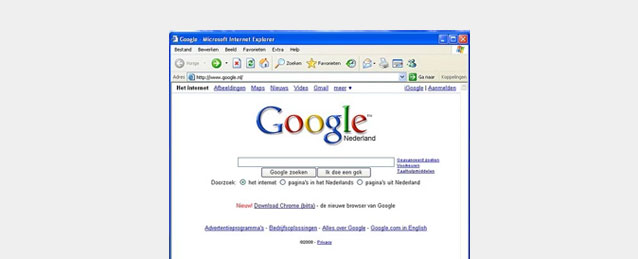 Google - Microsoft Internet Explorer
Bestand Bewerken Beeld Favorieten Extra Help
Vorige Zoeken Favorieten
Adres http://www.google.nl/ Ga naar Koppelingen
Het internet Afbeeldingen Maps Nieuws Video Gmail meer ▼ iGoogle | Aanmelden
Google™
Nederland
Geavanceerd zoeken
Voorkeuren
Taalhulpmiddelen
Google zoeken Ik doe een gok
Doorzoek: het internet pagina's in het Nederlands pagina's uit Nederland
Nieuw! Download Chrome (bèta) - de nieuwe browser van Google
Advertentieprogramma's - Bedrijfsoplossingen - Alles over Google - Google.com in English
©2008 - Privacy